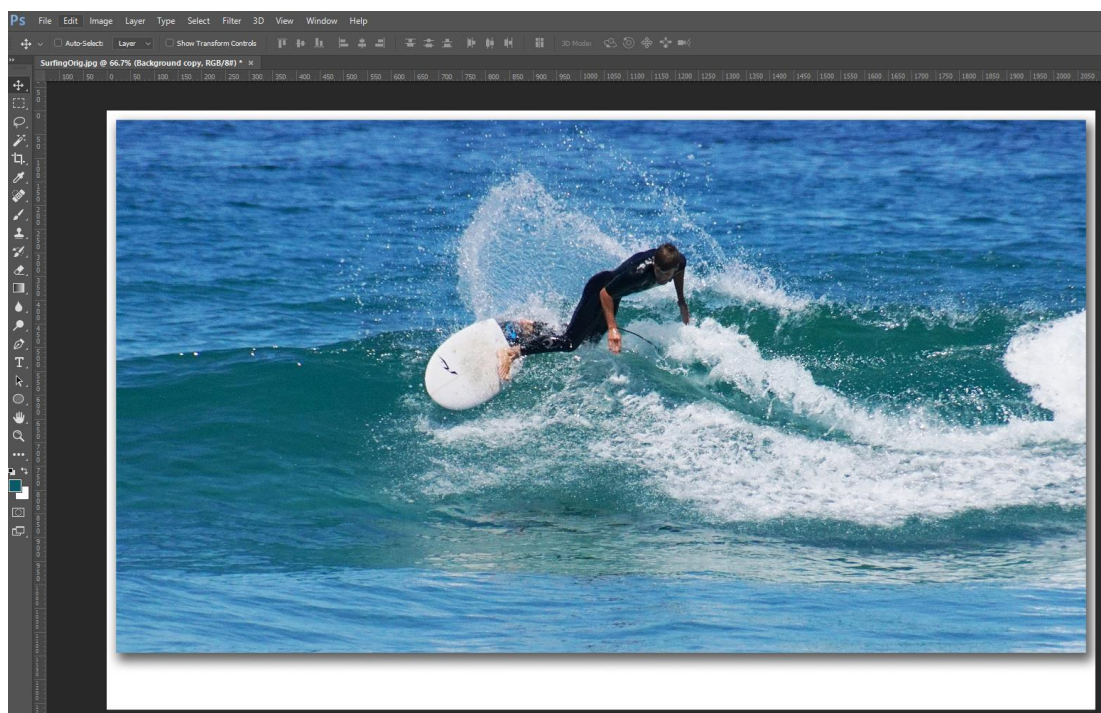 Ps File Edit Image Layer Type Select Filter 3D View Window Help
Auto-Select: Layer Show Transform Controls 3D Mode:
SurfingOrig.jpg @ 66.7% (Background copy, RGB/8#) * ×
100 50 0 50 100 150 200 250 300 350 400 450 500 550 600 650 700 750 800 850 900 950 1000 1050 1100 1150 1200 1250 1300 1350 1400 1450 1500 1550 1600 1650 1700 1750 1800 1850 1900 1950 2000 2050